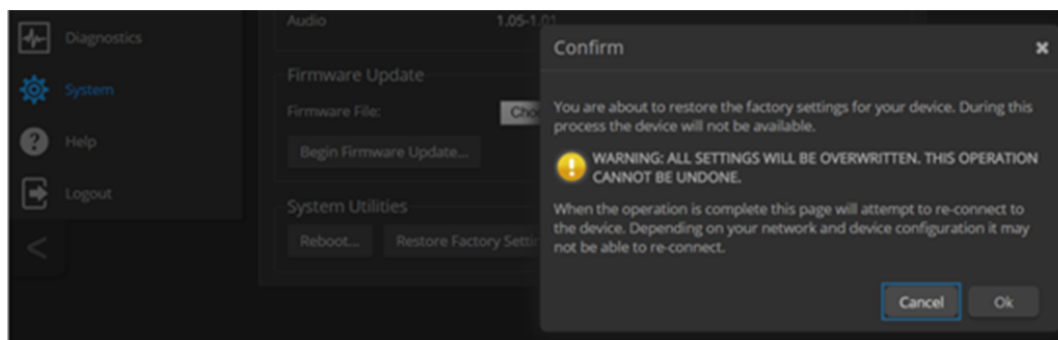 Diagnostics
System
Help
Logout
<
Audio 1.05-1.01
Firmware Update
Firmware File:
Begin Firmware Update...
System Utilities
Reboot...
Restore Factory
Confirm
You are about to restore the factory settings for your device. During this
process the device will not be available.
WARNING: ALL SETTINGS WILL BE OVERWRITTEN. THIS OPERATION
CANNOT BE UNDONE.
When the operation is complete this page will attempt to re-connect to
the device. Depending on your network and device configuration it may
not be able to re-connect.
Cancel
Ok